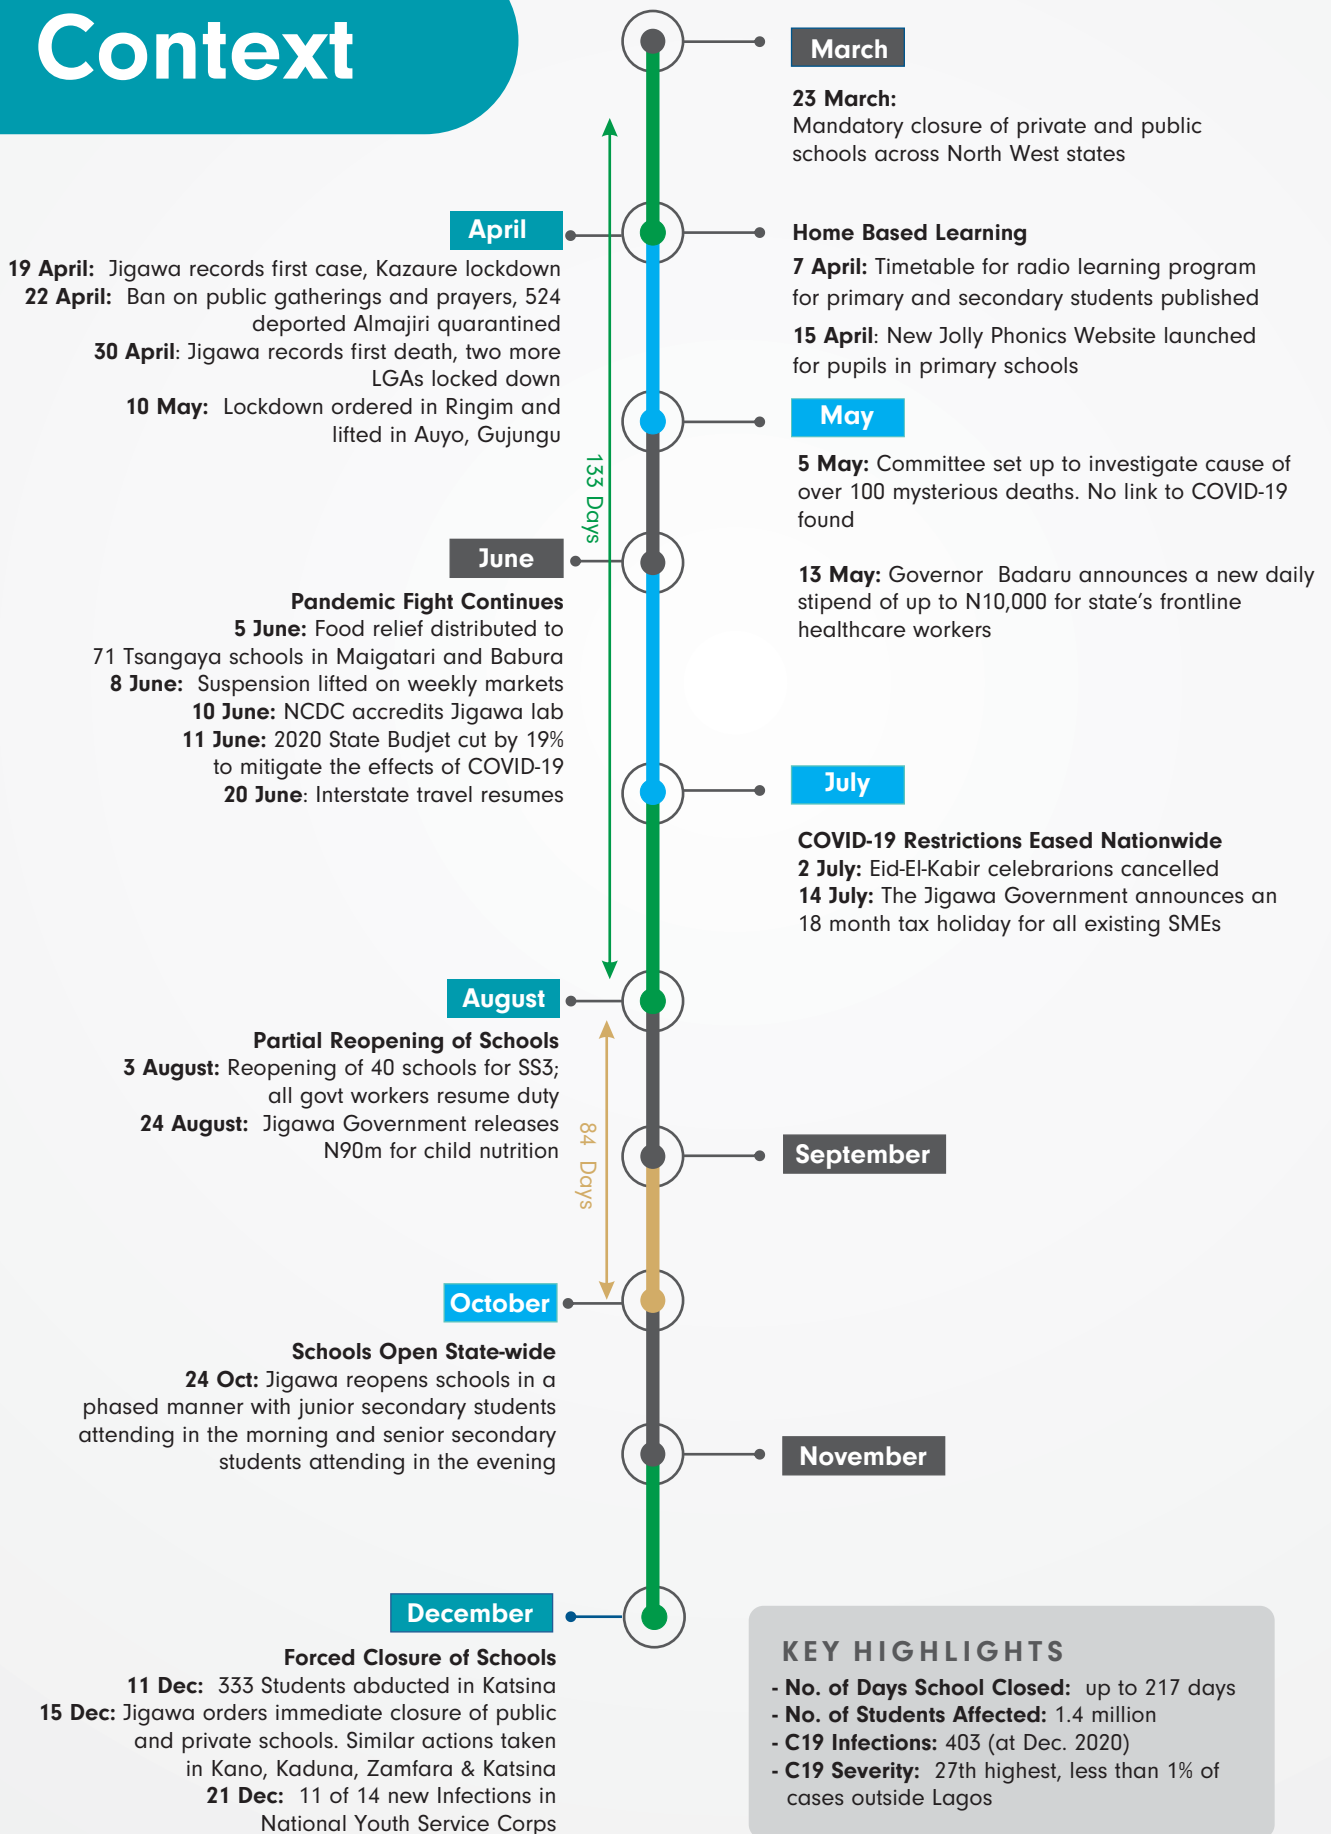 Context
March
23 March:
Mandatory closure of private and public
schools across North West states
April
19 April: Jigawa records first case, Kazaure lockdown
22 April: Ban on public gatherings and prayers, 524
deported Almajiri quarantined
30 April: Jigawa records first death, two more
LGAs locked down
10 May: Lockdown ordered in Ringim and
lifted in Auyo, Gujungu
Home Based Learning
7 April: Timetable for radio learning program
for primary and secondary students published
15 April: New Jolly Phonics Website launched
for pupils in primary schools
May
5 May: Committee set up to investigate cause of
over 100 mysterious deaths. No link to COVID-19
found
13 May: Governor Badaru announces a new daily
stipend of up to N10,000 for state's frontline
healthcare workers
133 Days
June
Pandemic Fight Continues
5 June: Food relief distributed to
71 Tsangaya schools in Maigatari and Babura
8 June: Suspension lifted on weekly markets
10 June: NCDC accredits Jigawa lab
11 June: 2020 State Budjet cut by 19%
to mitigate the effects of COVID-19
20 June: Interstate travel resumes
July
COVID-19 Restrictions Eased Nationwide
2 July: Eid-El-Kabir celebrarions cancelled
14 July: The Jigawa Government announces an
18 month tax holiday for all existing SMEs
August
Partial Reopening of Schools
3 August: Reopening of 40 schools for SS3;
all govt workers resume duty
24 August: Jigawa Government releases
N90m for child nutrition
84 Days
September
October
Schools Open State-wide
24 Oct: Jigawa reopens schools in a
phased manner with junior secondary students
attending in the morning and senior secondary
students attending in the evening
November
December
Forced Closure of Schools
11 Dec: 333 Students abducted in Katsina
15 Dec: Jigawa orders immediate closure of public
and private schools. Similar actions taken
in Kano, Kaduna, Zamfara & Katsina
21 Dec: 11 of 14 new Infections in
National Youth Service Corps
KEY HIGHLIGHTS
- No. of Days School Closed: up to 217 days
- No. of Students Affected: 1.4 million
- C19 Infections: 403 (at Dec. 2020)
- C19 Severity: 27th highest, less than 1% of
cases outside Lagos